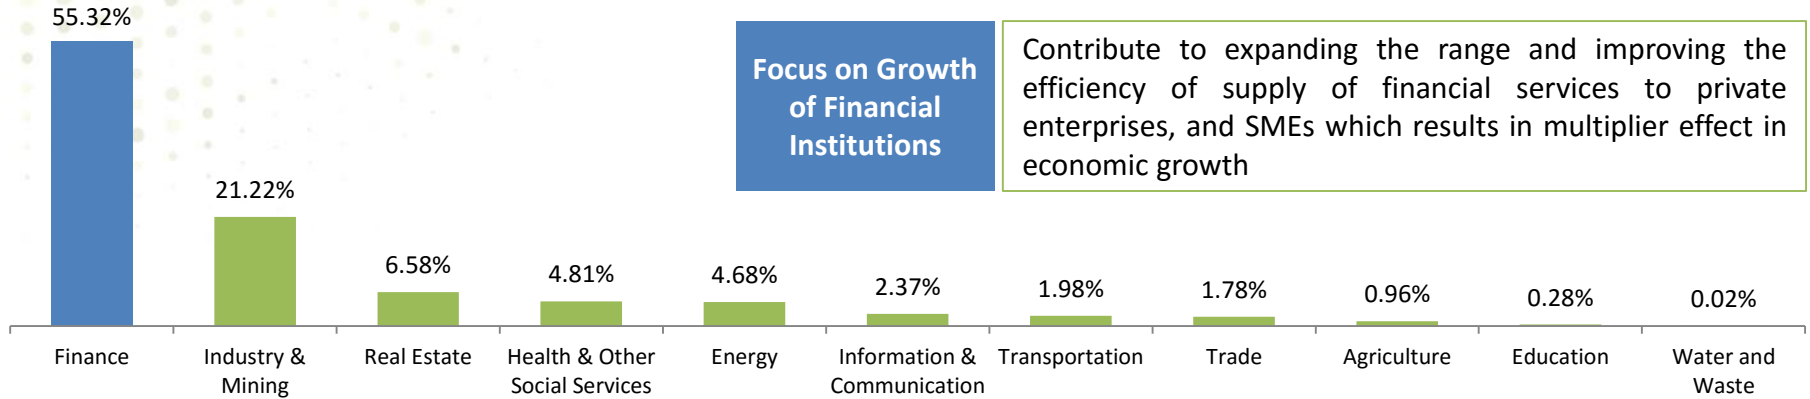 55.32%
21.22%
6.58%
4.81%
4.68%
2.37%
1.98%
1.78%
0.96%
0.28%
0.02%
Focus on Growth
of Financial
Institutions
Contribute to expanding the range and improving the
efficiency of supply of financial services to private
enterprises, and SMEs which results in multiplier effect in
economic growth
Finance
Industry &
Mining
Real Estate
Health & Other
Social Services
Energy
Information &
Communication
Transportation
Trade
Agriculture
Education
Water and
Waste